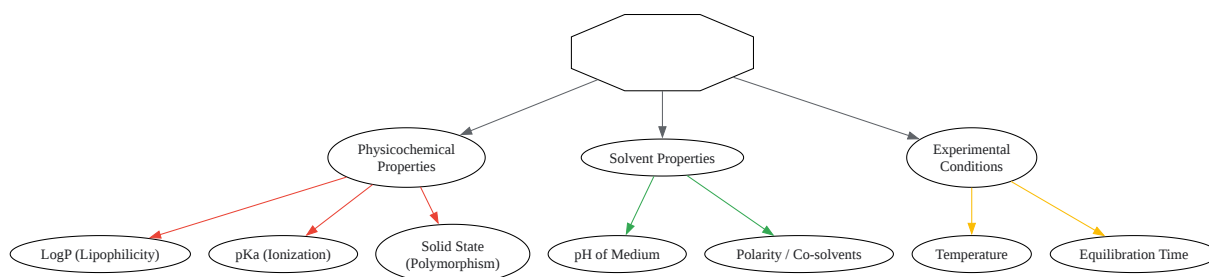 Physicochemical
Properties
Solvent Properties
Experimental
Conditions
LogP (Lipophilicity)
pKa (Ionization)
Solid State
(Polymorphism)
pH of Medium
Polarity / Co-solvents
Temperature
Equilibration Time